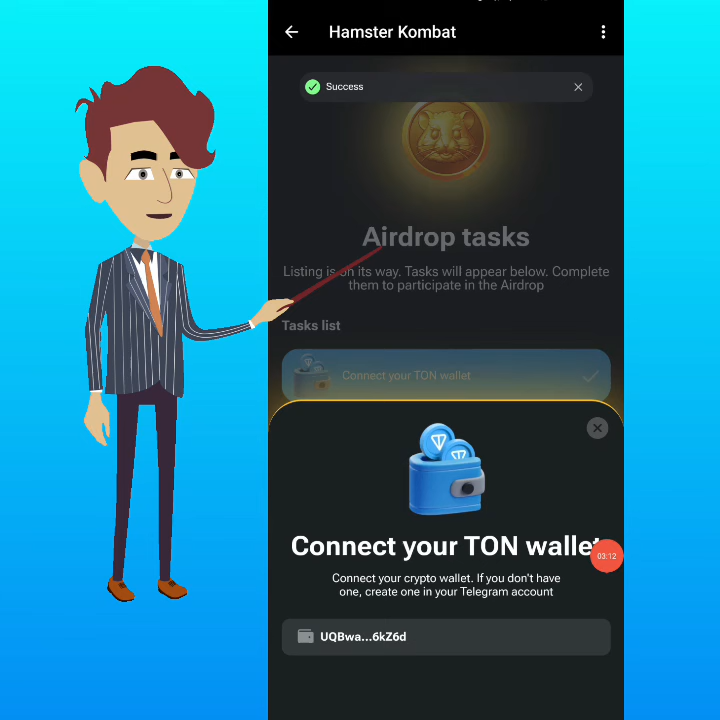 Hamster Kombat
Success
Airdrop tasks
Listing is on its way. Tasks will appear below. Complete
them to participate in the Airdrop
Tasks list
Connect your TON wallet
Connect your TON wallet
03:12
Connect your crypto wallet. If you don't have
one, create one in your Telegram account
UQBwa...6kZ6d